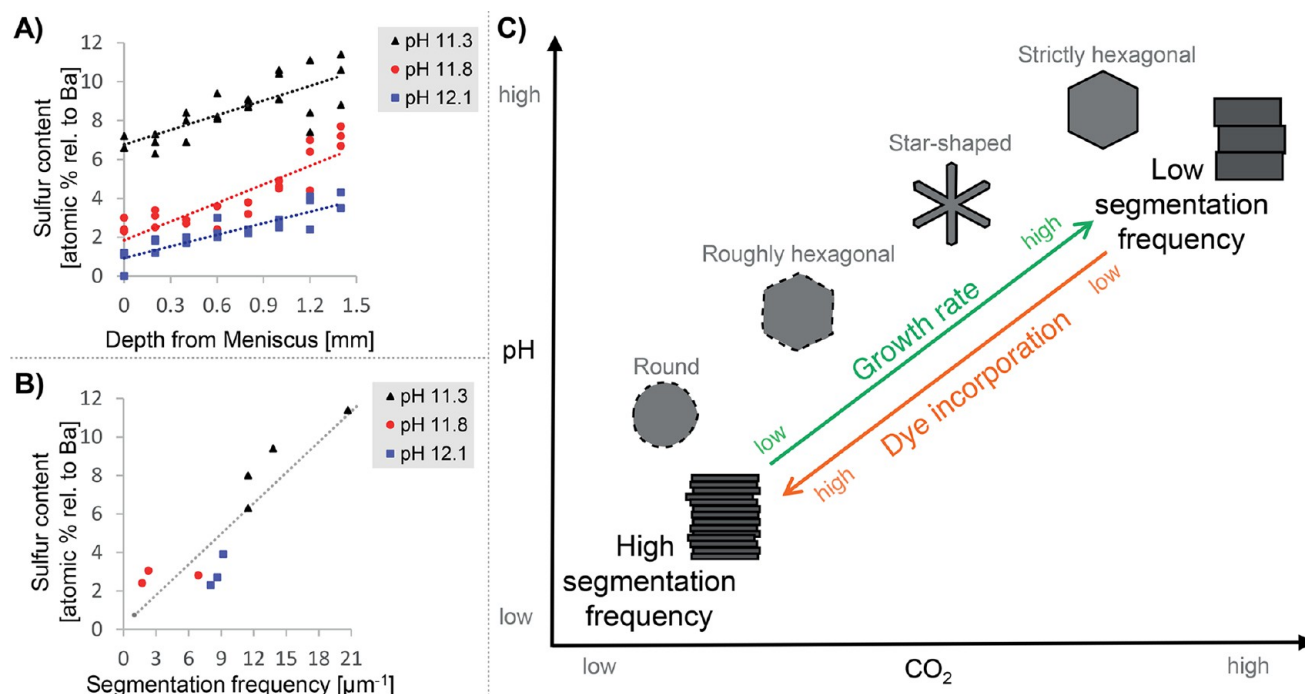 A)
12
10
8
6
4
2
0
Sulfur content
[atomic % rel. to Ba]
0 0.3 0.6 0.9 1.2 1.5
Depth from Meniscus [mm]
pH 11.3
pH 11.8
pH 12.1
B)
14
12
10
8
6
4
2
0
Sulfur content
[atomic % rel. to Ba]
0 3 6 9 12 15 18 21
Segmentation frequency [µm⁻¹]
pH 11.3
pH 11.8
pH 12.1
C)
high
pH
low
low
CO₂
high
Strictly hexagonal
Star-shaped
Roughly hexagonal
Round
Low
segmentation
frequency
high
Growth rate
low
low
Dye incorporation
high
High
segmentation
frequency